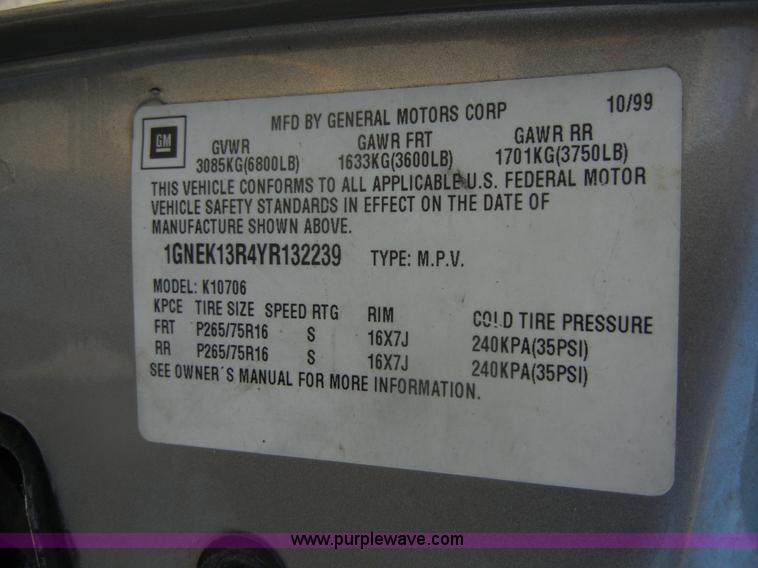 MFD BY GENERAL MOTORS CORP 10/99
GM
GVWR GAWR FRT GAWR RR
3085KG(6800LB) 1633KG(3600LB) 1701KG(3750LB)
THIS VEHICLE CONFORMS TO ALL APPLICABLE U.S. FEDERAL MOTOR
VEHICLE SAFETY STANDARDS IN EFFECT ON THE DATE OF
MANUFACTURE SHOWN ABOVE.
1GNEK13R4YR132239 TYPE: M.P.V.
MODEL: K10706
KPCE TIRE SIZE SPEED RTG RIM COLD TIRE PRESSURE
FRT P265/75R16 S 16X7J 240KPA(35PSI)
RR P265/75R16 S 16X7J 240KPA(35PSI)
SEE OWNER'S MANUAL FOR MORE INFORMATION.
www.purplewave.com